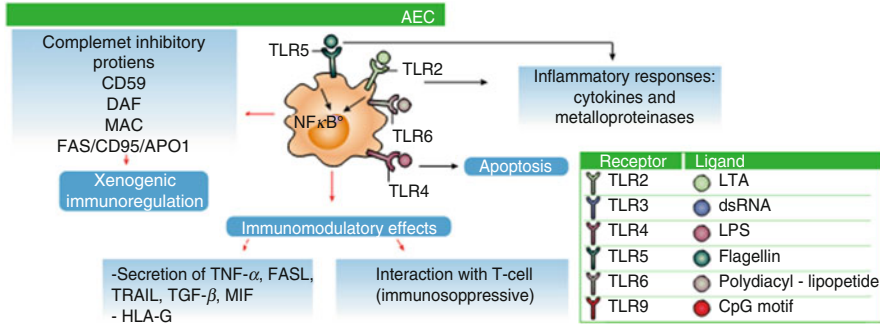 AEC
Complemet inhibitory
protiens
CD59
DAF
MAC
FAS/CD95/APO1
Xenogenic
immunoregulation
TLR5
TLR2
NFκB°
TLR6
TLR4
Inflammatory responses:
cytokines and
metalloproteinases
Apoptosis
Immunomodulatory effects
-Secretion of TNF-α, FASL,
TRAIL, TGF-β, MIF
- HLA-G
Interaction with T-cell
(immunosoppressive)
Receptor Ligand
TLR2 LTA
TLR3 dsRNA
TLR4 LPS
TLR5 Flagellin
TLR6 Polydiacyl - lipopetide
TLR9 CpG motif